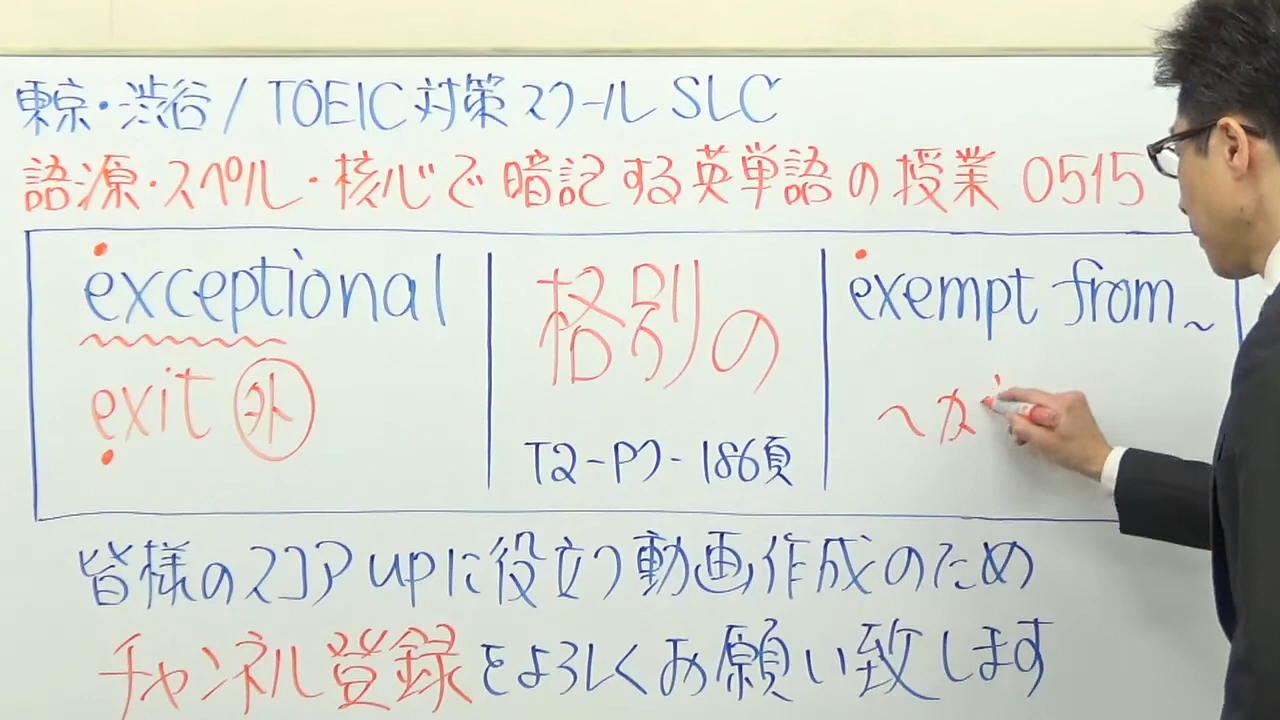 東京・渋谷 / TOEIC対策スクール SLC
語源・スペル・核心で暗記する英単語の授業 0515
exceptional
exit 外
格別の
T2-P7-186頁
exempt from ~
~が
皆様のスコアupに役立つ動画作成のため
チャンネル登録をよろしくお願い致します